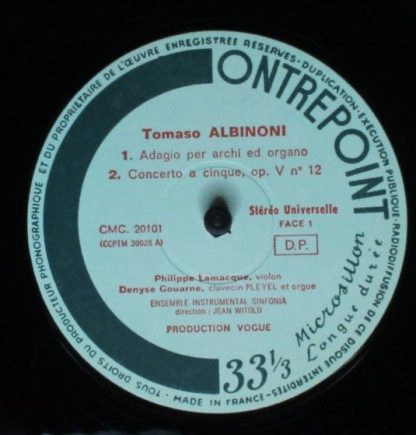 TOUS DROITS DU PRODUCTEUR PHONOGRAPHIQUE ET DU PROPRIETAIRE DE L'ŒUVRE ENREGISTRÉE RÉSERVÉS • DUPLICATION • EXECUTION PUBLIQUE • RADIODIFFUSION DE CE DISQUE INTERDITES • MADE IN FRANCE
CONTREPOINT
Tomaso ALBINONI
1. Adagio per archi ed organo
2. Concerto a cinque, op. V n° 12
CMC. 20101
(CCPTM 30026 A)
Stéréo Universelle
FACE 1
D.P.
Philippe Lamacque, violon
Denyse Gouarne, clavecin PLEYEL et orgue
ENSEMBLE INSTRUMENTAL SINFONIA
direction : JEAN WITOLD
PRODUCTION VOGUE
Microsillon
Longue durée
33 1/3